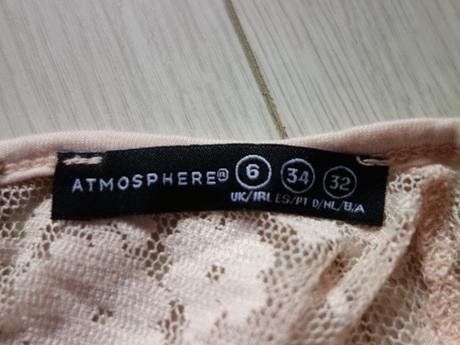 ATMOSPHERE® 6 34 32
UK/IRL ES/PT D/NL/B/A